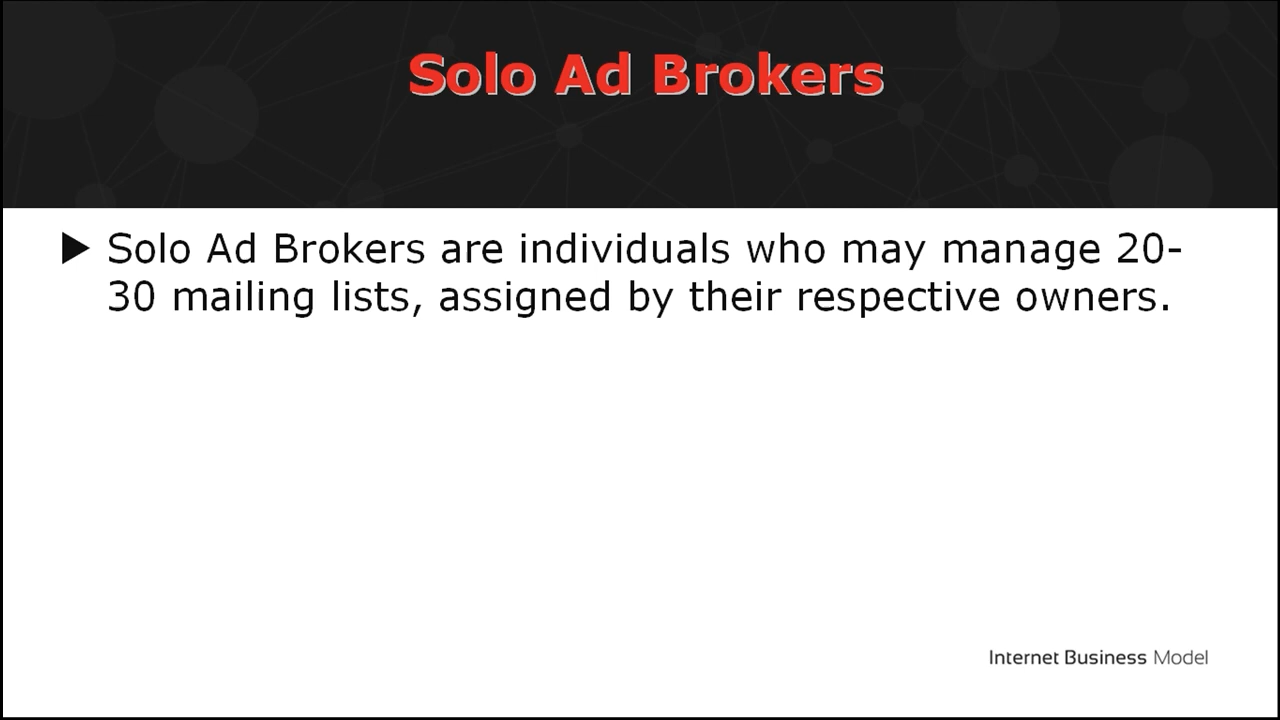 Solo Ad Brokers
Solo Ad Brokers are individuals who may manage 20-
30 mailing lists, assigned by their respective owners.
Internet Business Model